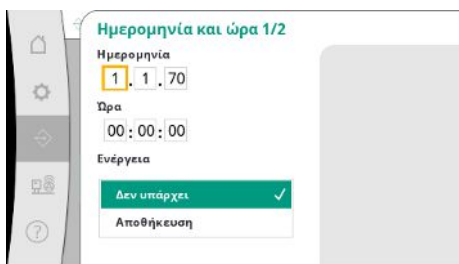 Ημερομηνία και ώρα 1/2
Ημερομηνία
1 . 1 . 70
Ώρα
00 : 00 : 00
Ενέργεια
Δεν υπάρχει
Αποθήκευση